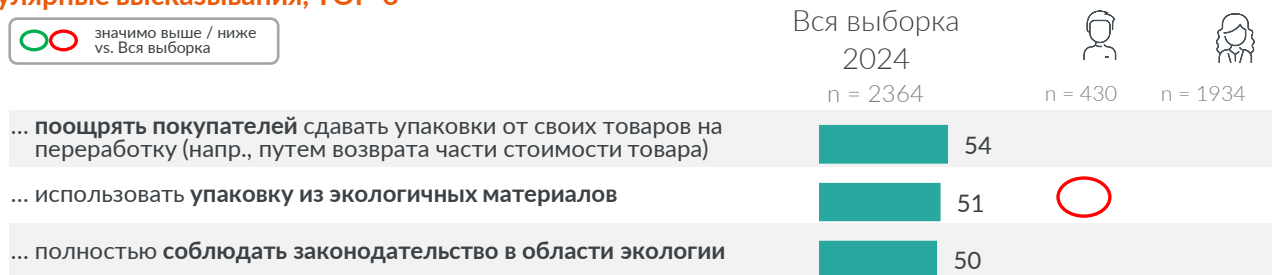 значимо выше / ниже
vs. Вся выборка
Вся выборка
2024
n = 2364
n = 430
n = 1934
... поощрять покупателей сдавать упаковки от своих товаров на
переработку (напр., путем возврата части стоимости товара)
54
... использовать упаковку из экологичных материалов
51
... полностью соблюдать законодательство в области экологии
50